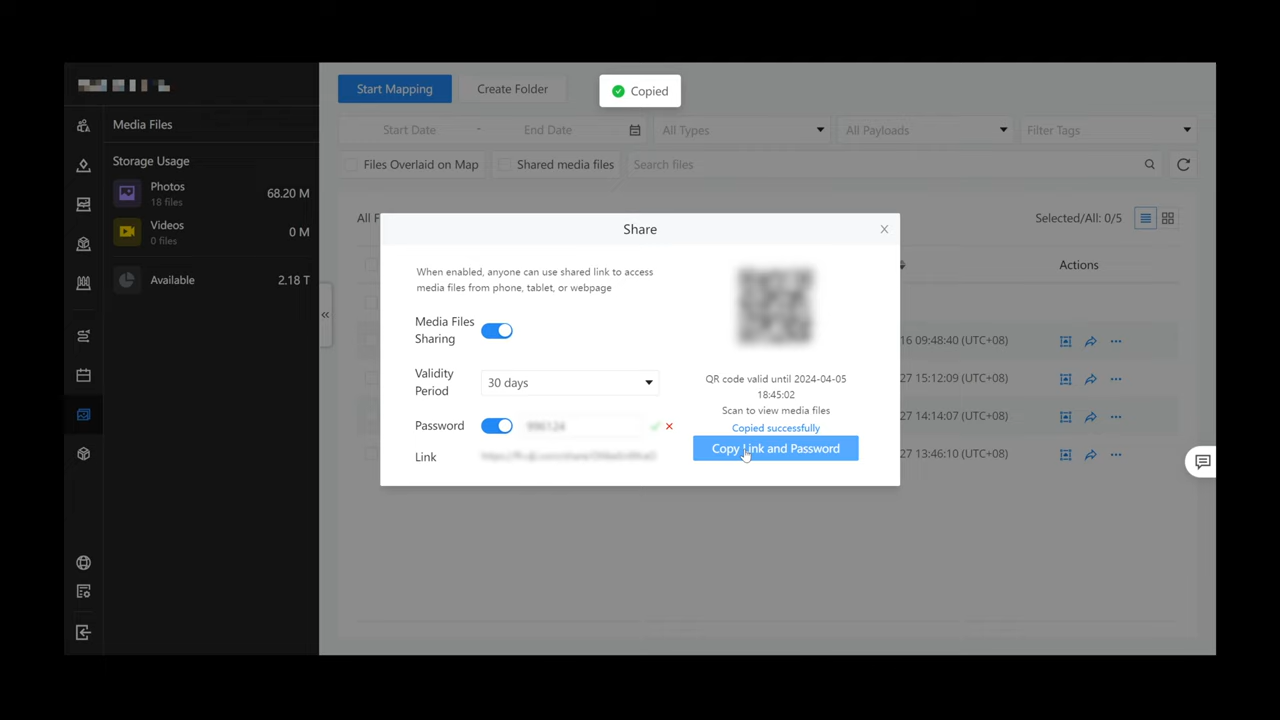 Start Mapping
Create Folder
Copied
Media Files
Start Date - End Date
All Types
All Payloads
Filter Tags
Storage Usage
Files Overlaid on Map
Shared media files
Search files
Photos
18 files
68.20 M
Videos
0 files
0 M
Available
2.18 T
All F
Selected/All: 0/5
Share
Actions
When enabled, anyone can use shared link to access
media files from phone, tablet, or webpage
Media Files
Sharing
Validity
Period
30 days
Password
Link
QR code valid until 2024-04-05
18:45:02
Scan to view media files
Copied successfully
Copy Link and Password
16 09:48:40 (UTC+08)
27 15:12:09 (UTC+08)
27 14:14:07 (UTC+08)
27 13:46:10 (UTC+08)